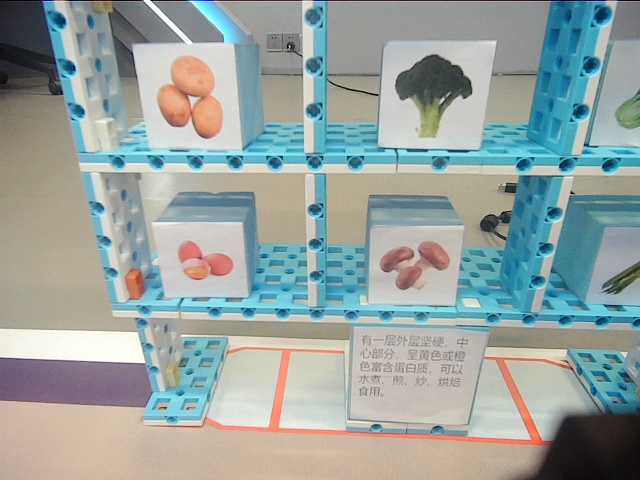 有一层外层坚硬，中
心部分，呈黄色或橙
色富含蛋白质，可以
水煮、煎、炒、烘焙
食用。